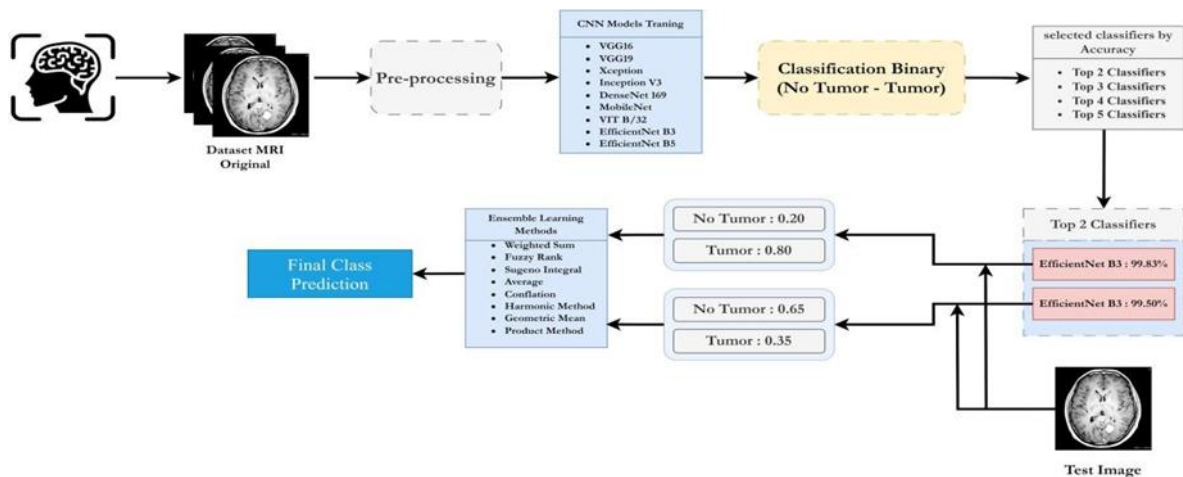 Dataset MRI
Original
Pre-processing
CNN Models Traning
• VGG16
• VGG19
• Xception
• Inception V3
• DenseNet 169
• MobileNet
• VIT B/32
• EfficientNet B3
• EfficientNet B5
Classification Binary
(No Tumor - Tumor)
selected classifiers by
Accuracy
• Top 2 Classifiers
• Top 3 Classifiers
• Top 4 Classifiers
• Top 5 Classifiers
Top 2 Classifiers
EfficientNet B3 : 99.83%
EfficientNet B3 : 99.50%
Test Image
No Tumor : 0.20
Tumor : 0.80
No Tumor : 0.65
Tumor : 0.35
Ensemble Learning
Methods
• Weighted Sum
• Fuzzy Rank
• Sugeno Integral
• Average
• Conflation
• Harmonic Method
• Geometric Mean
• Product Method
Final Class
Prediction